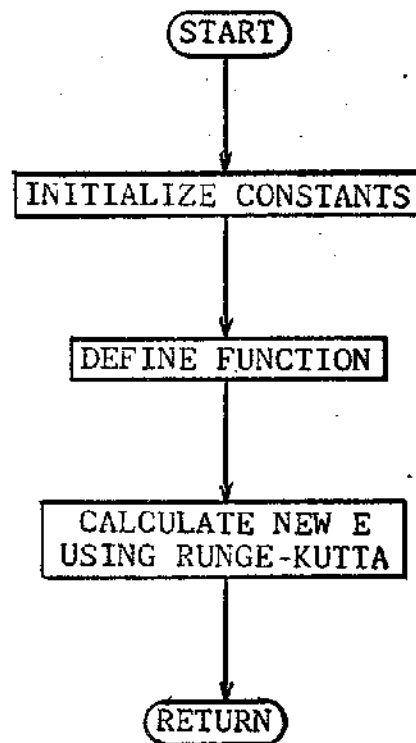 START
INITIALIZE CONSTANTS
DEFINE FUNCTION
CALCULATE NEW E
USING RUNGE-KUTTA
RETURN